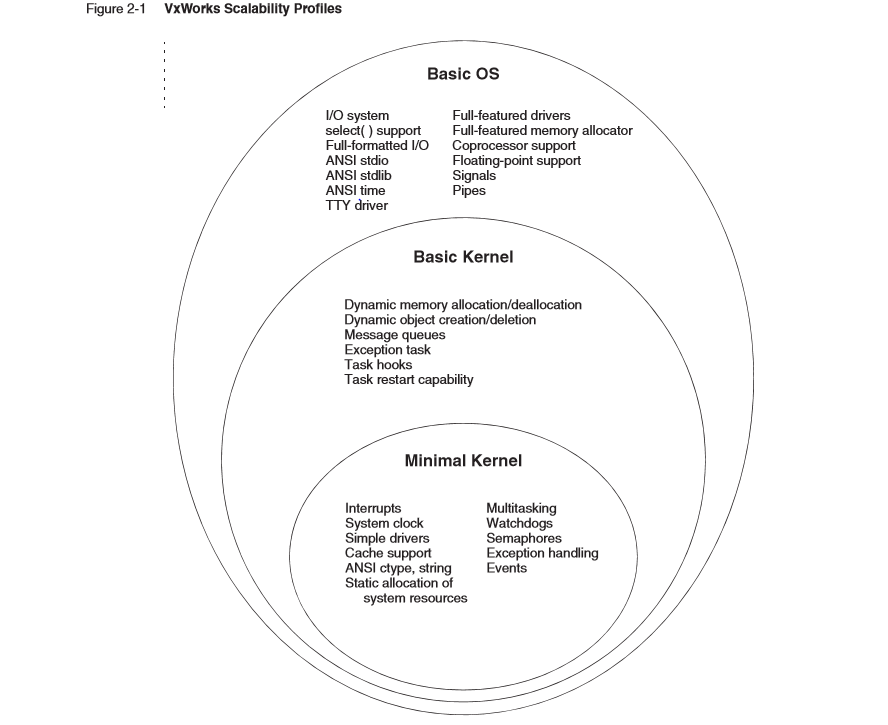 Figure 2-1 VxWorks Scalability Profiles
Basic OS
I/O system
select( ) support
Full-formatted I/O
ANSI stdio
ANSI stdlib
ANSI time
TTY driver
Full-featured drivers
Full-featured memory allocator
Coprocessor support
Floating-point support
Signals
Pipes
Basic Kernel
Dynamic memory allocation/deallocation
Dynamic object creation/deletion
Message queues
Exception task
Task hooks
Task restart capability
Minimal Kernel
Interrupts
System clock
Simple drivers
Cache support
ANSI ctype, string
Static allocation of
system resources
Multitasking
Watchdogs
Semaphores
Exception handling
Events